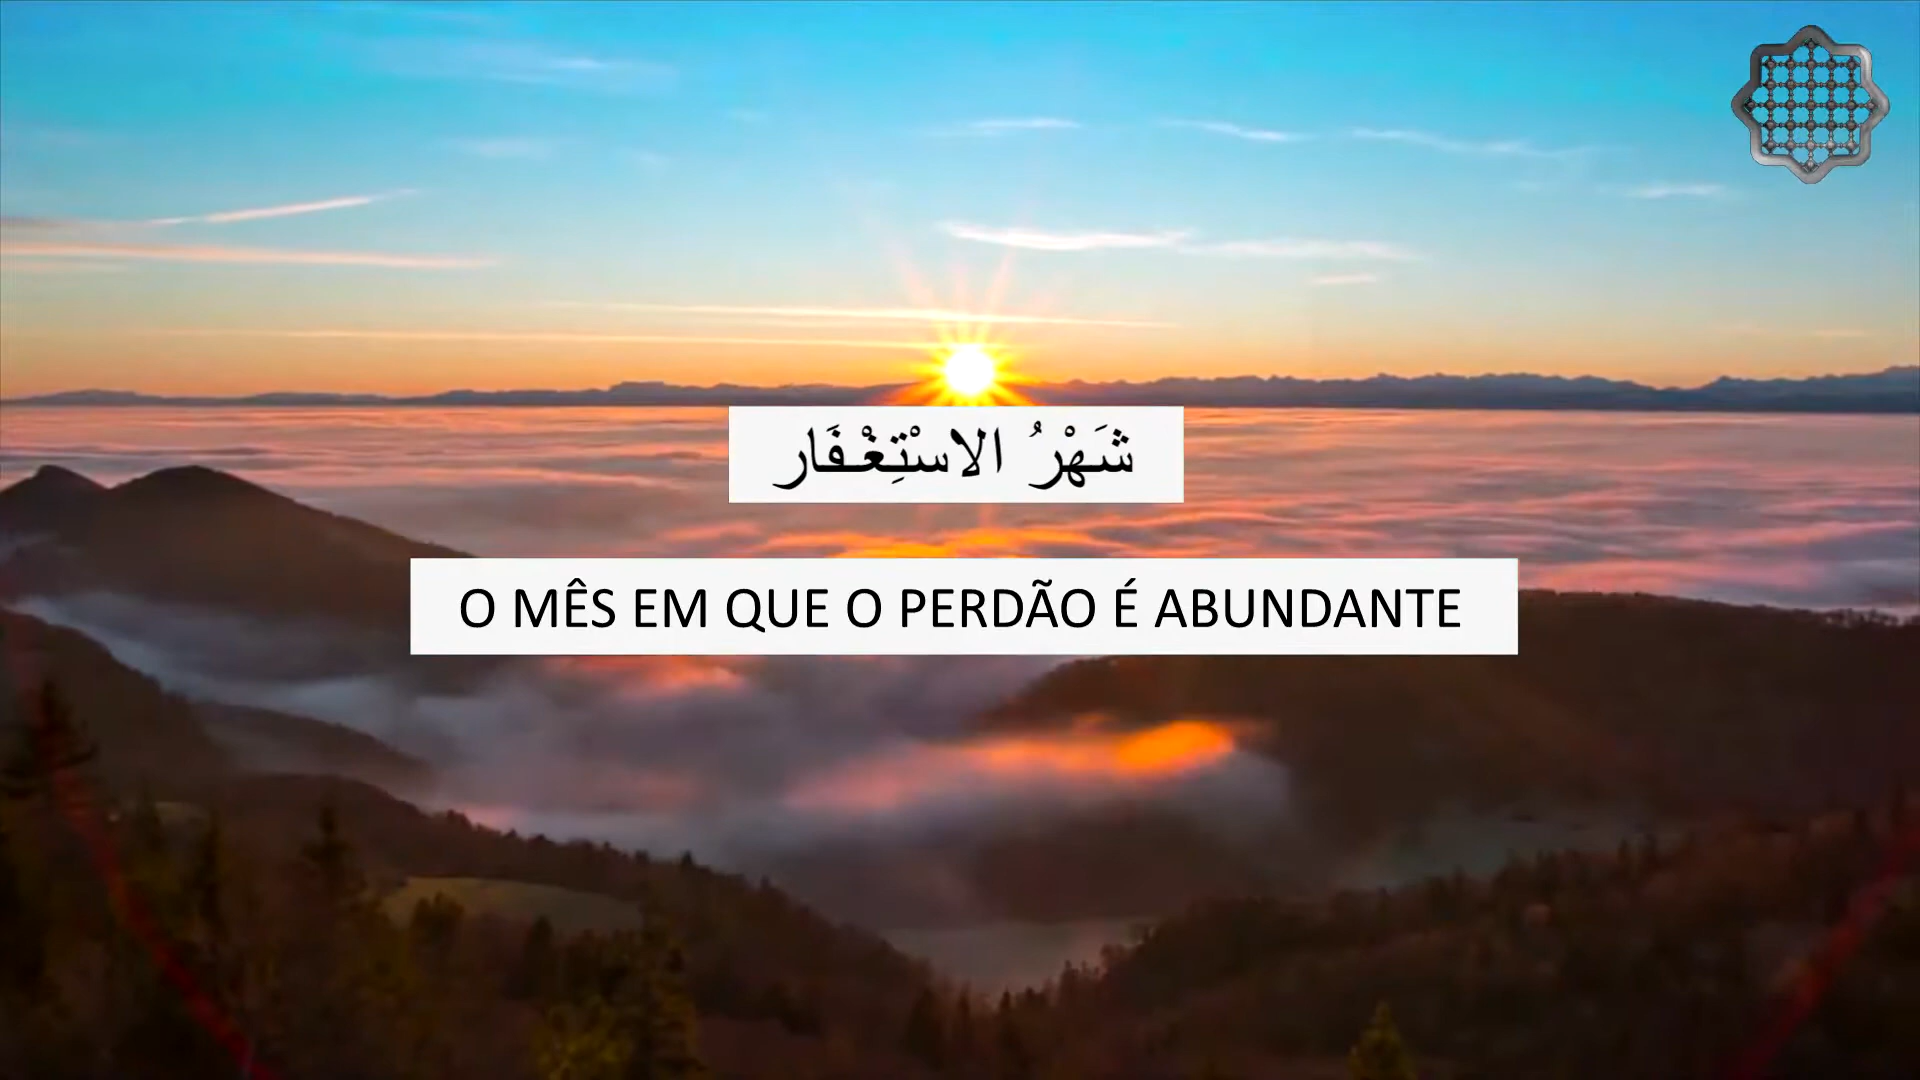 شَهْرُ الاسْتِغْفَار
O MÊS EM QUE O PERDÃO É ABUNDANTE